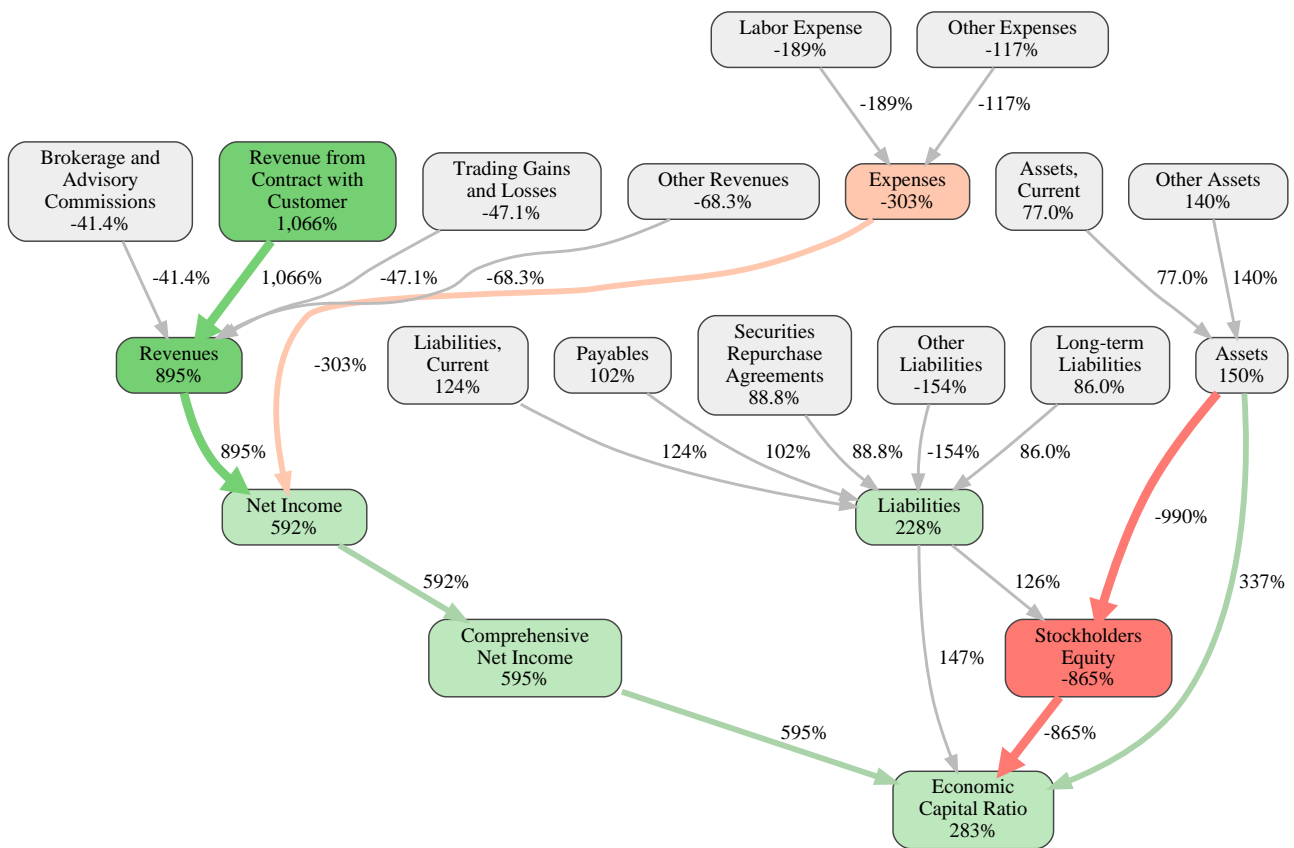 Labor Expense
-189%
Other Expenses
-117%
-189%
-117%
Brokerage and
Advisory
Commissions
-41.4%
Revenue from
Contract with
Customer
1,066%
Trading Gains
and Losses
-47.1%
Other Revenues
-68.3%
Expenses
-303%
Assets,
Current
77.0%
Other Assets
140%
-41.4%
1,066%
-47.1%
-68.3%
77.0%
140%
Revenues
895%
-303%
Liabilities,
Current
124%
Payables
102%
Securities
Repurchase
Agreements
88.8%
Other
Liabilities
-154%
Long-term
Liabilities
86.0%
Assets
150%
895%
124%
102%
88.8%
-154%
86.0%
Net Income
592%
Liabilities
228%
-990%
592%
126%
337%
Comprehensive
Net Income
595%
147%
Stockholders
Equity
-865%
595%
-865%
Economic
Capital Ratio
283%